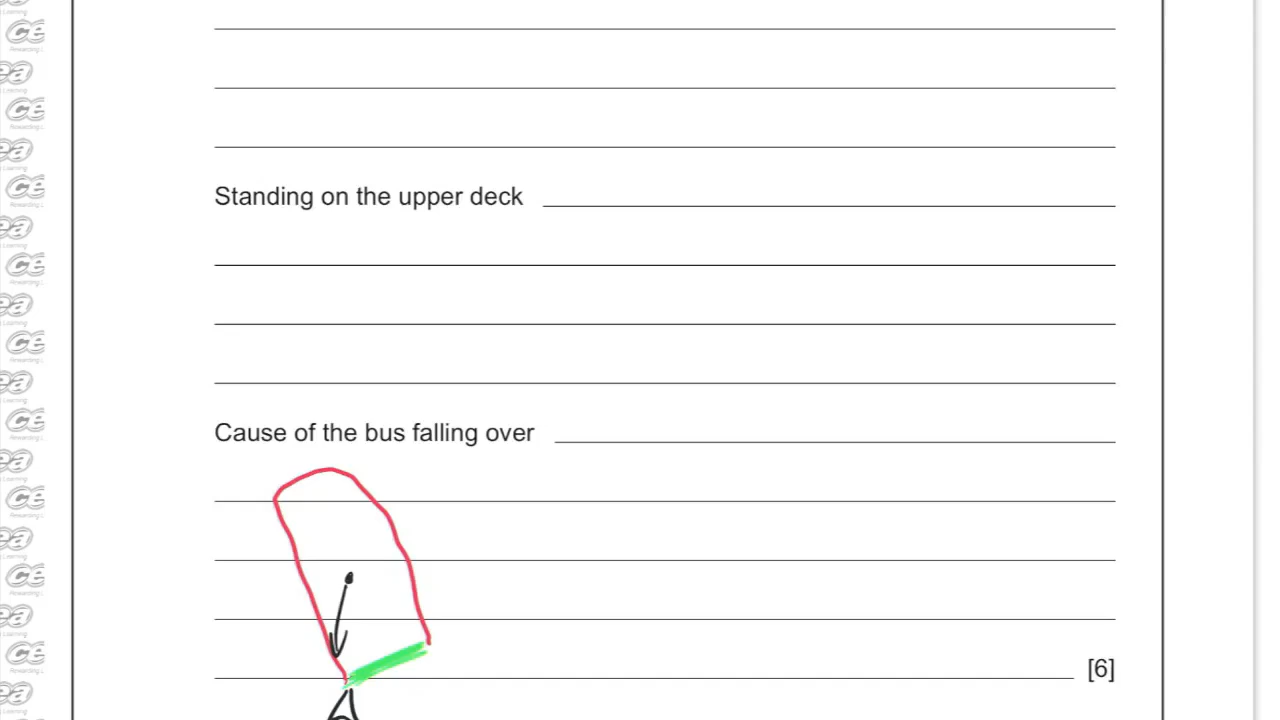 Standing on the upper deck
Cause of the bus falling over
[6]